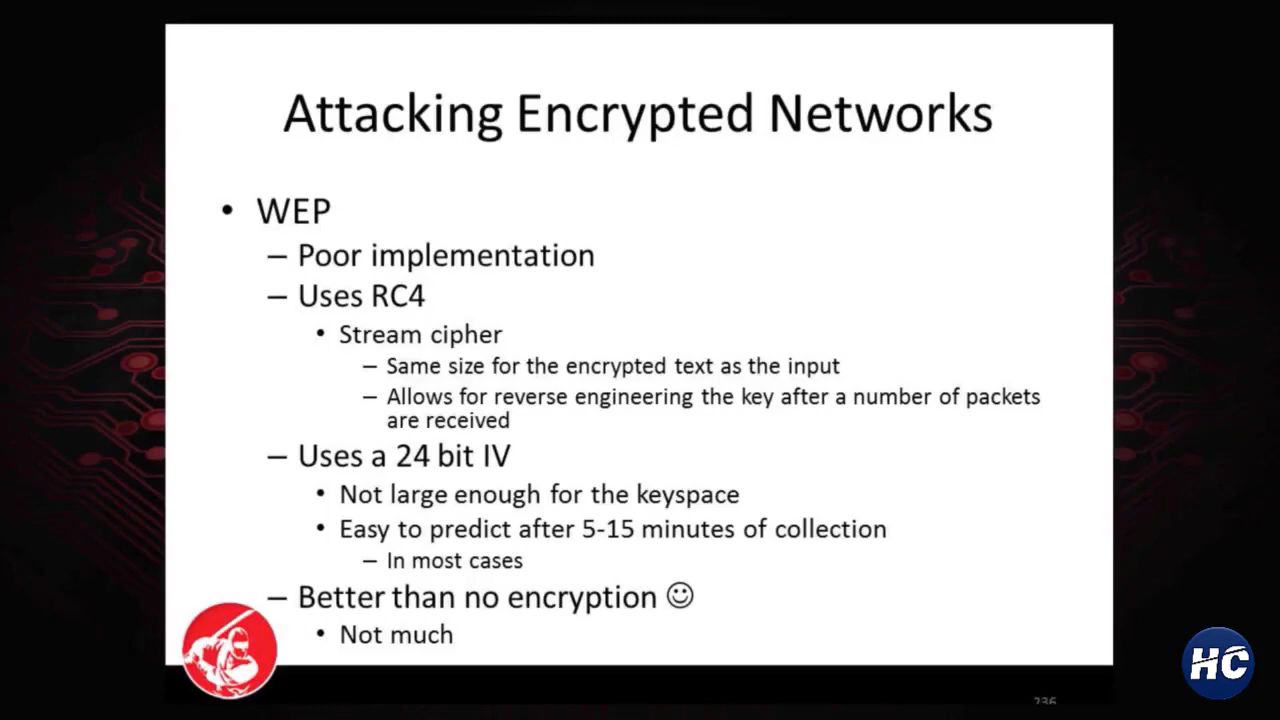 Attacking Encrypted Networks
• WEP
– Poor implementation
– Uses RC4
• Stream cipher
– Same size for the encrypted text as the input
– Allows for reverse engineering the key after a number of packets
are received
– Uses a 24 bit IV
• Not large enough for the keyspace
• Easy to predict after 5-15 minutes of collection
– In most cases
– Better than no encryption ☺
• Not much
HC
236